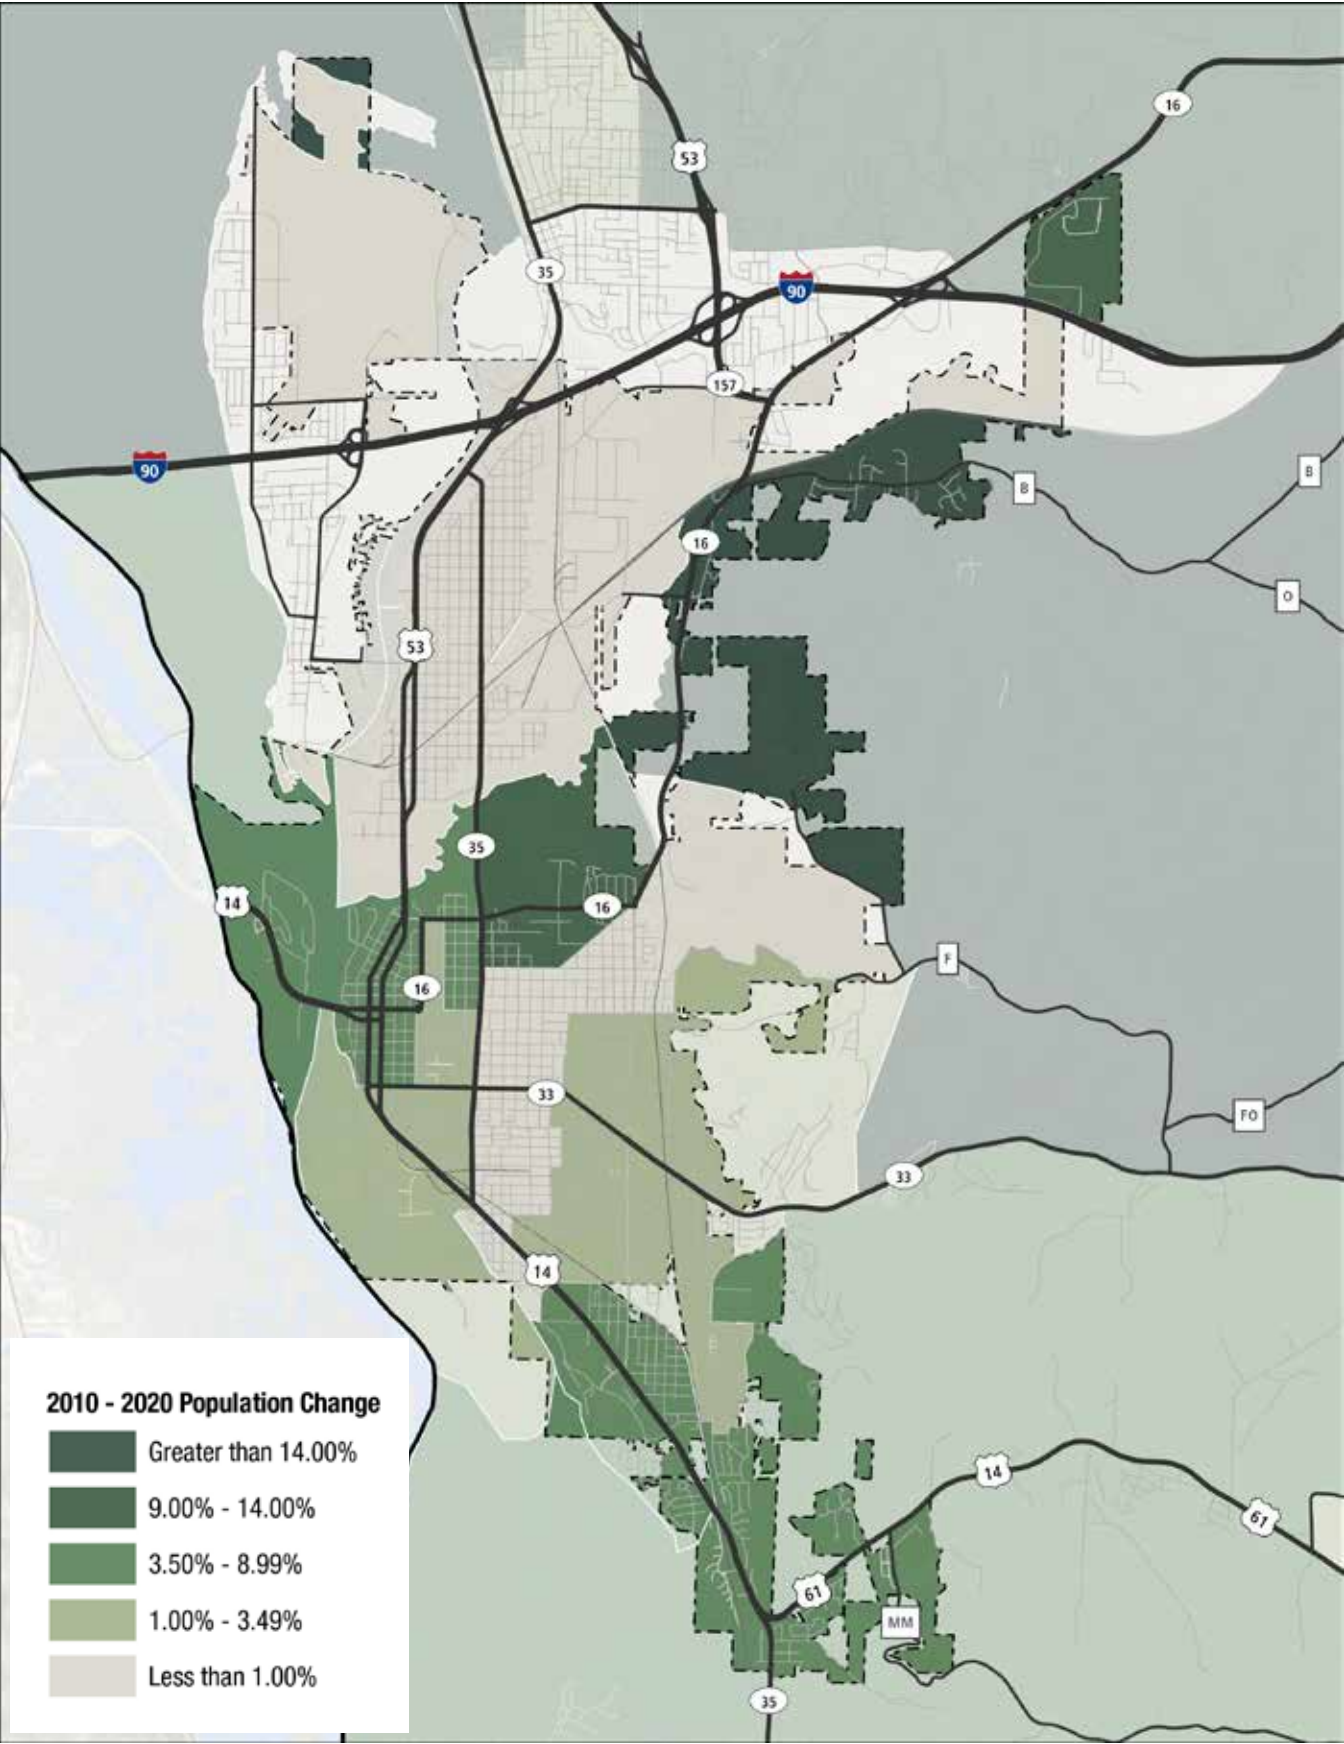 16
53
35
90
157
90
B
B
16
O
53
35
14
16
16
F
33
FO
33
14
2010 - 2020 Population Change
Greater than 14.00%
9.00% - 14.00%
3.50% - 8.99%
1.00% - 3.49%
Less than 1.00%
14
61
61
MM
35